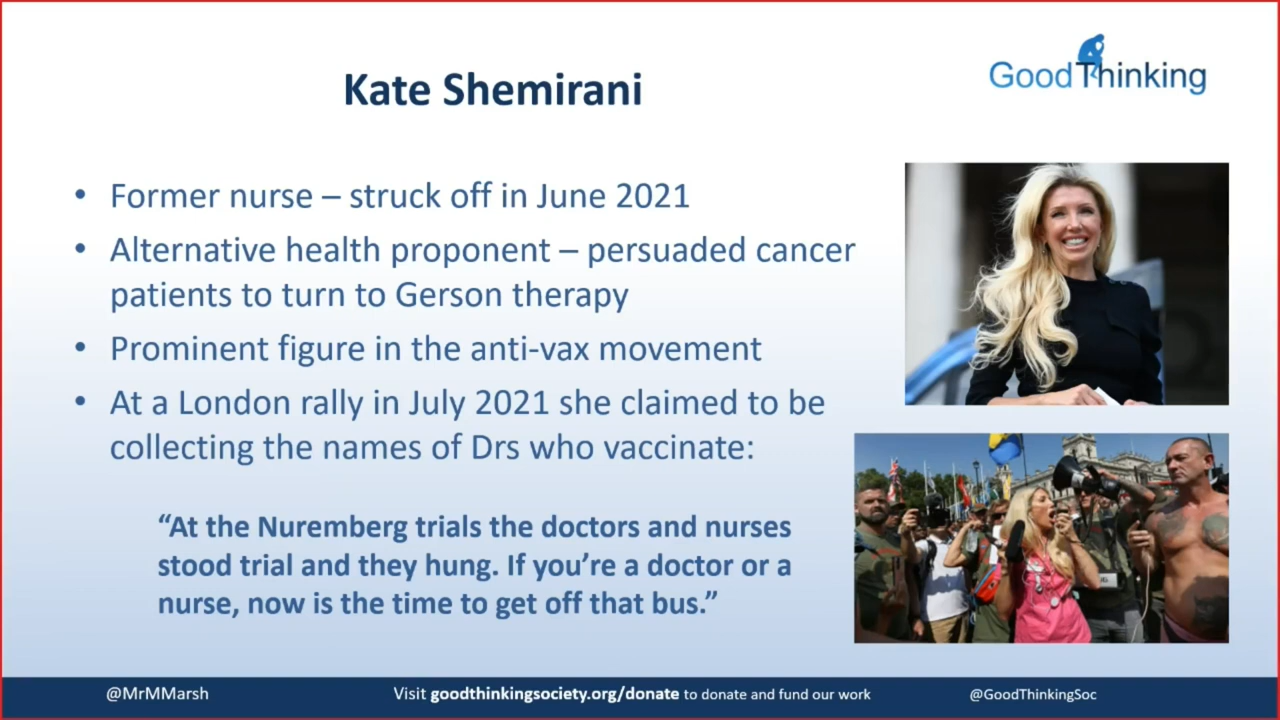 Kate Shemirani
Good Thinking
• Former nurse – struck off in June 2021
• Alternative health proponent – persuaded cancer
patients to turn to Gerson therapy
• Prominent figure in the anti-vax movement
• At a London rally in July 2021 she claimed to be
collecting the names of Drs who vaccinate:
“At the Nuremberg trials the doctors and nurses
stood trial and they hung. If you’re a doctor or a
nurse, now is the time to get off that bus.”
@MrMMarsh
Visit goodthinkingsociety.org/donate to donate and fund our work
@GoodThinkingSoc